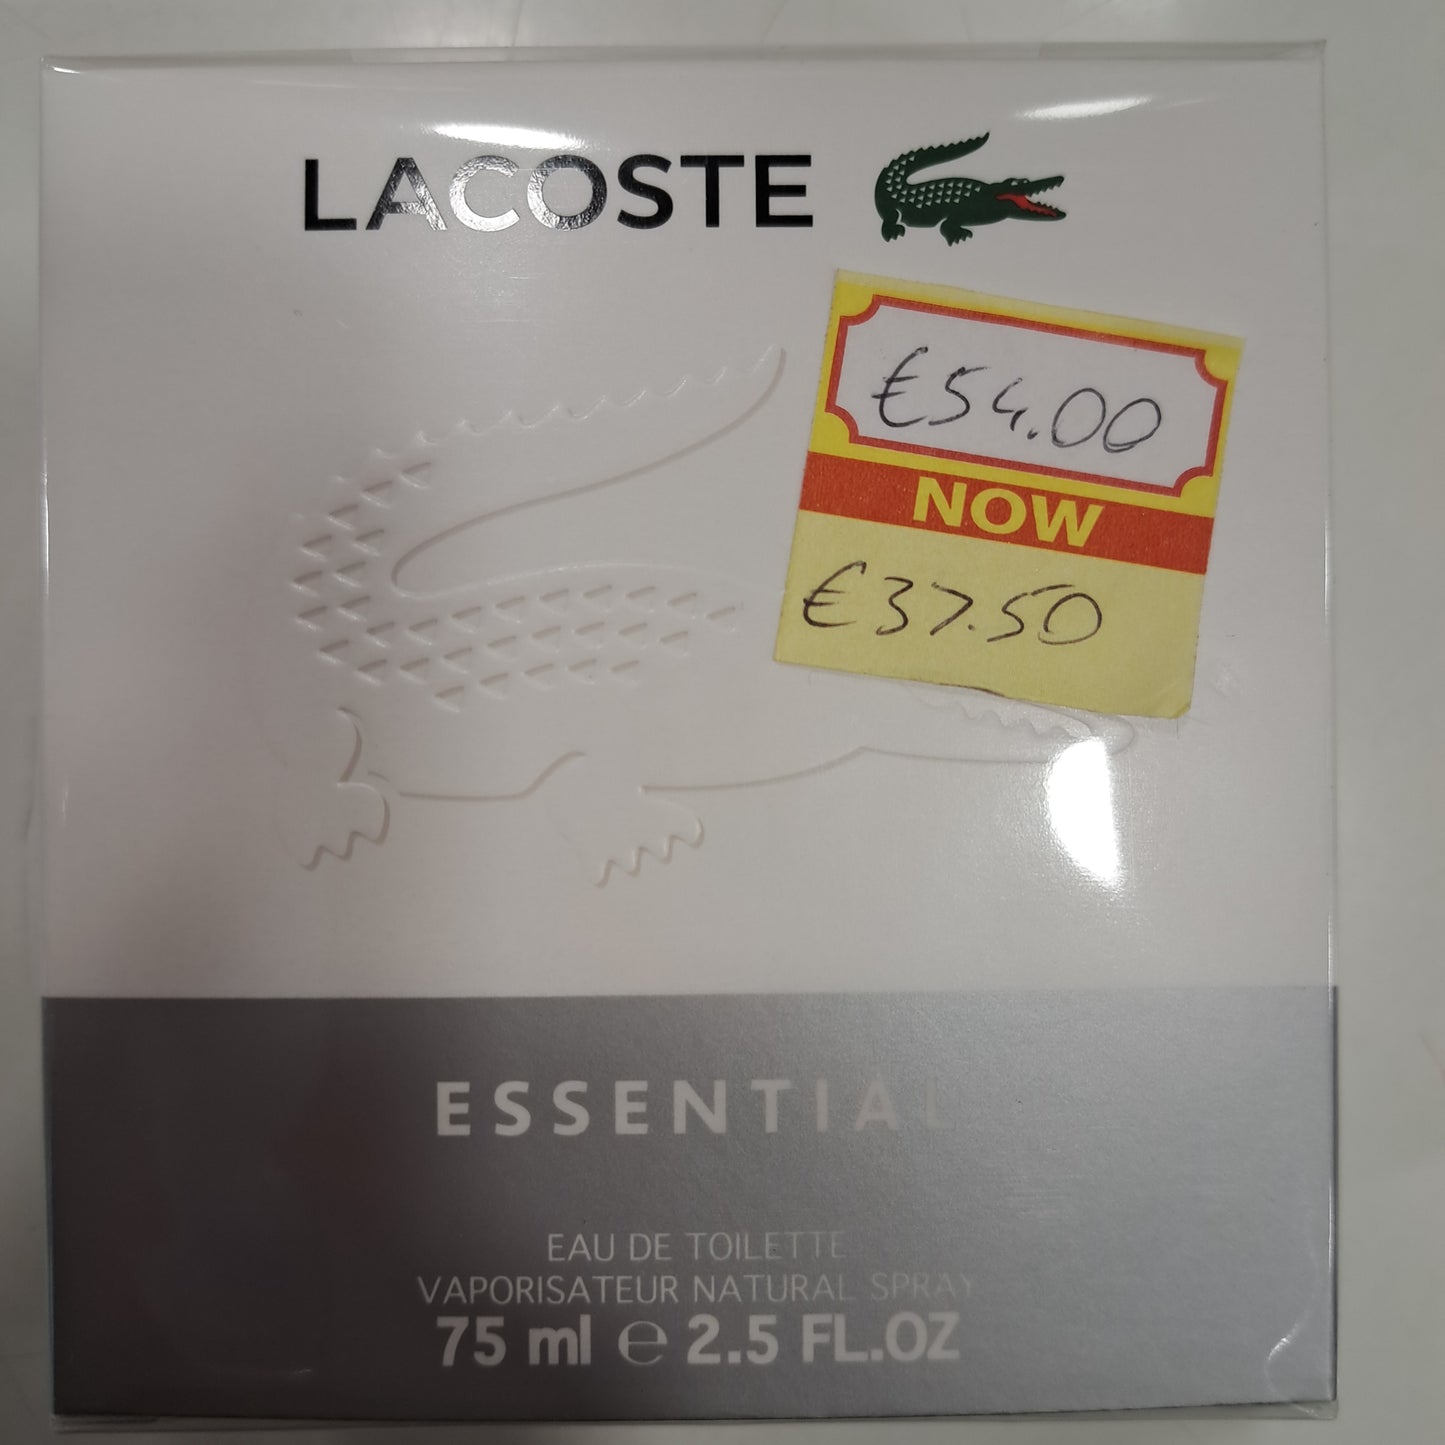 LACOSTE
€54.00
NOW
€37.50
ESSENTIAL
EAU DE TOILETTE
VAPORISATEUR NATURAL SPRAY
75 ml e 2.5 FL.OZ